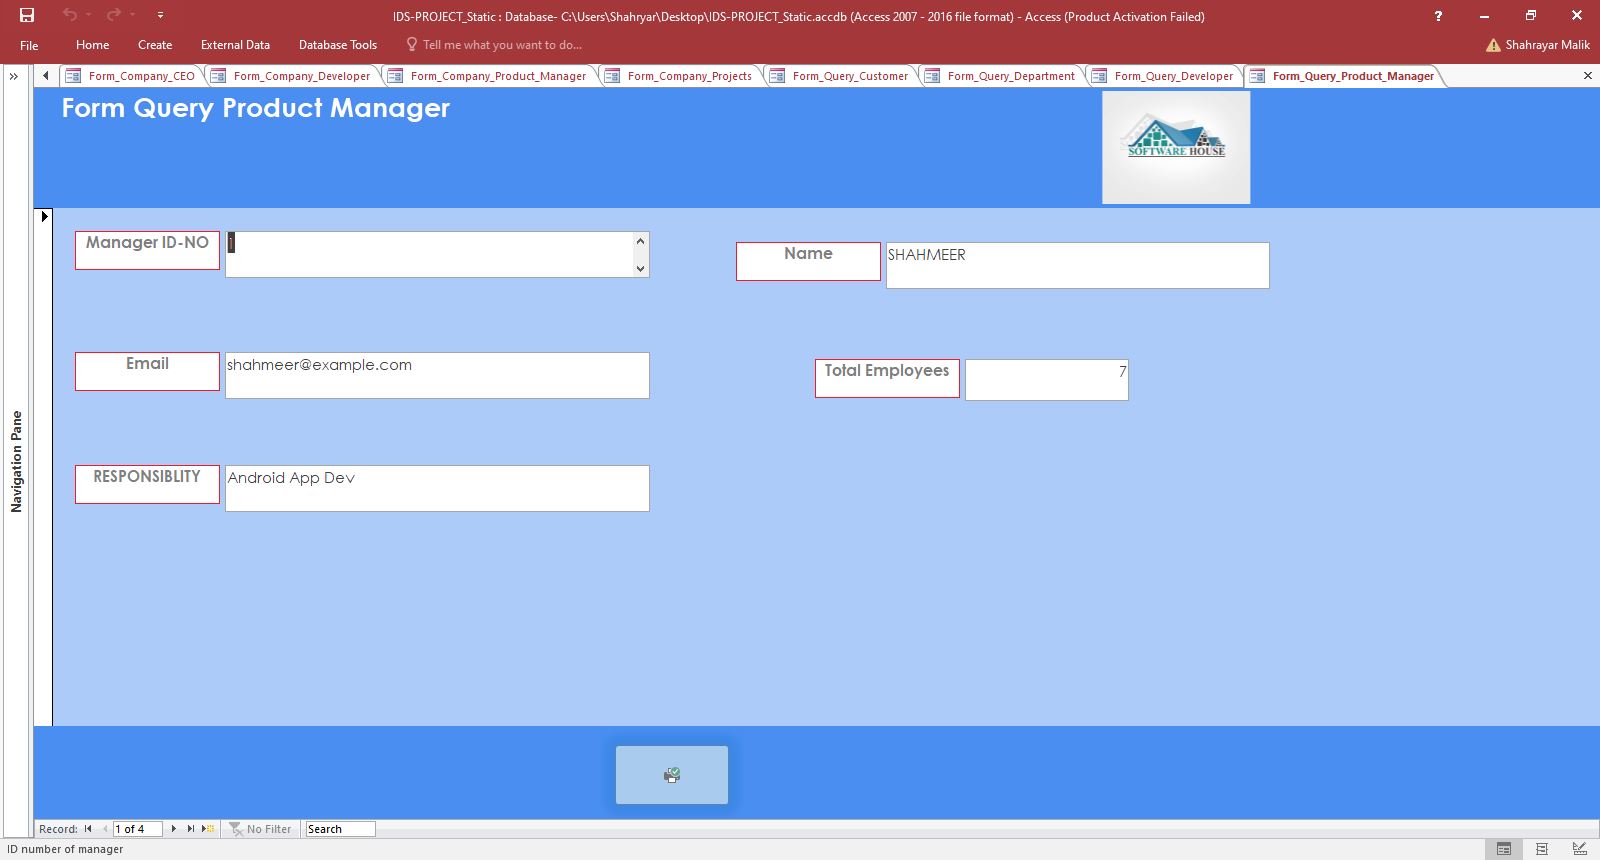 IDS-PROJECT_Static : Database- C:\Users\Shahryar\Desktop\IDS-PROJECT_Static.accdb (Access 2007 - 2016 file format) - Access (Product Activation Failed)
?
File Home Create External Data Database Tools Tell me what you want to do... Shahrayar Malik
Form_Company_CEO Form_Company_Developer Form_Company_Product_Manager Form_Company_Projects Form_Query_Customer Form_Query_Department Form_Query_Developer Form_Query_Product_Manager
Form Query Product Manager
SOFTWARE HOUSE
Navigation Pane
Manager ID-NO 1
Name SHAHMEER
Email shahmeer@example.com
Total Employees 7
RESPONSIBLITY Android App Dev
Record: 1 of 4 No Filter Search
ID number of manager